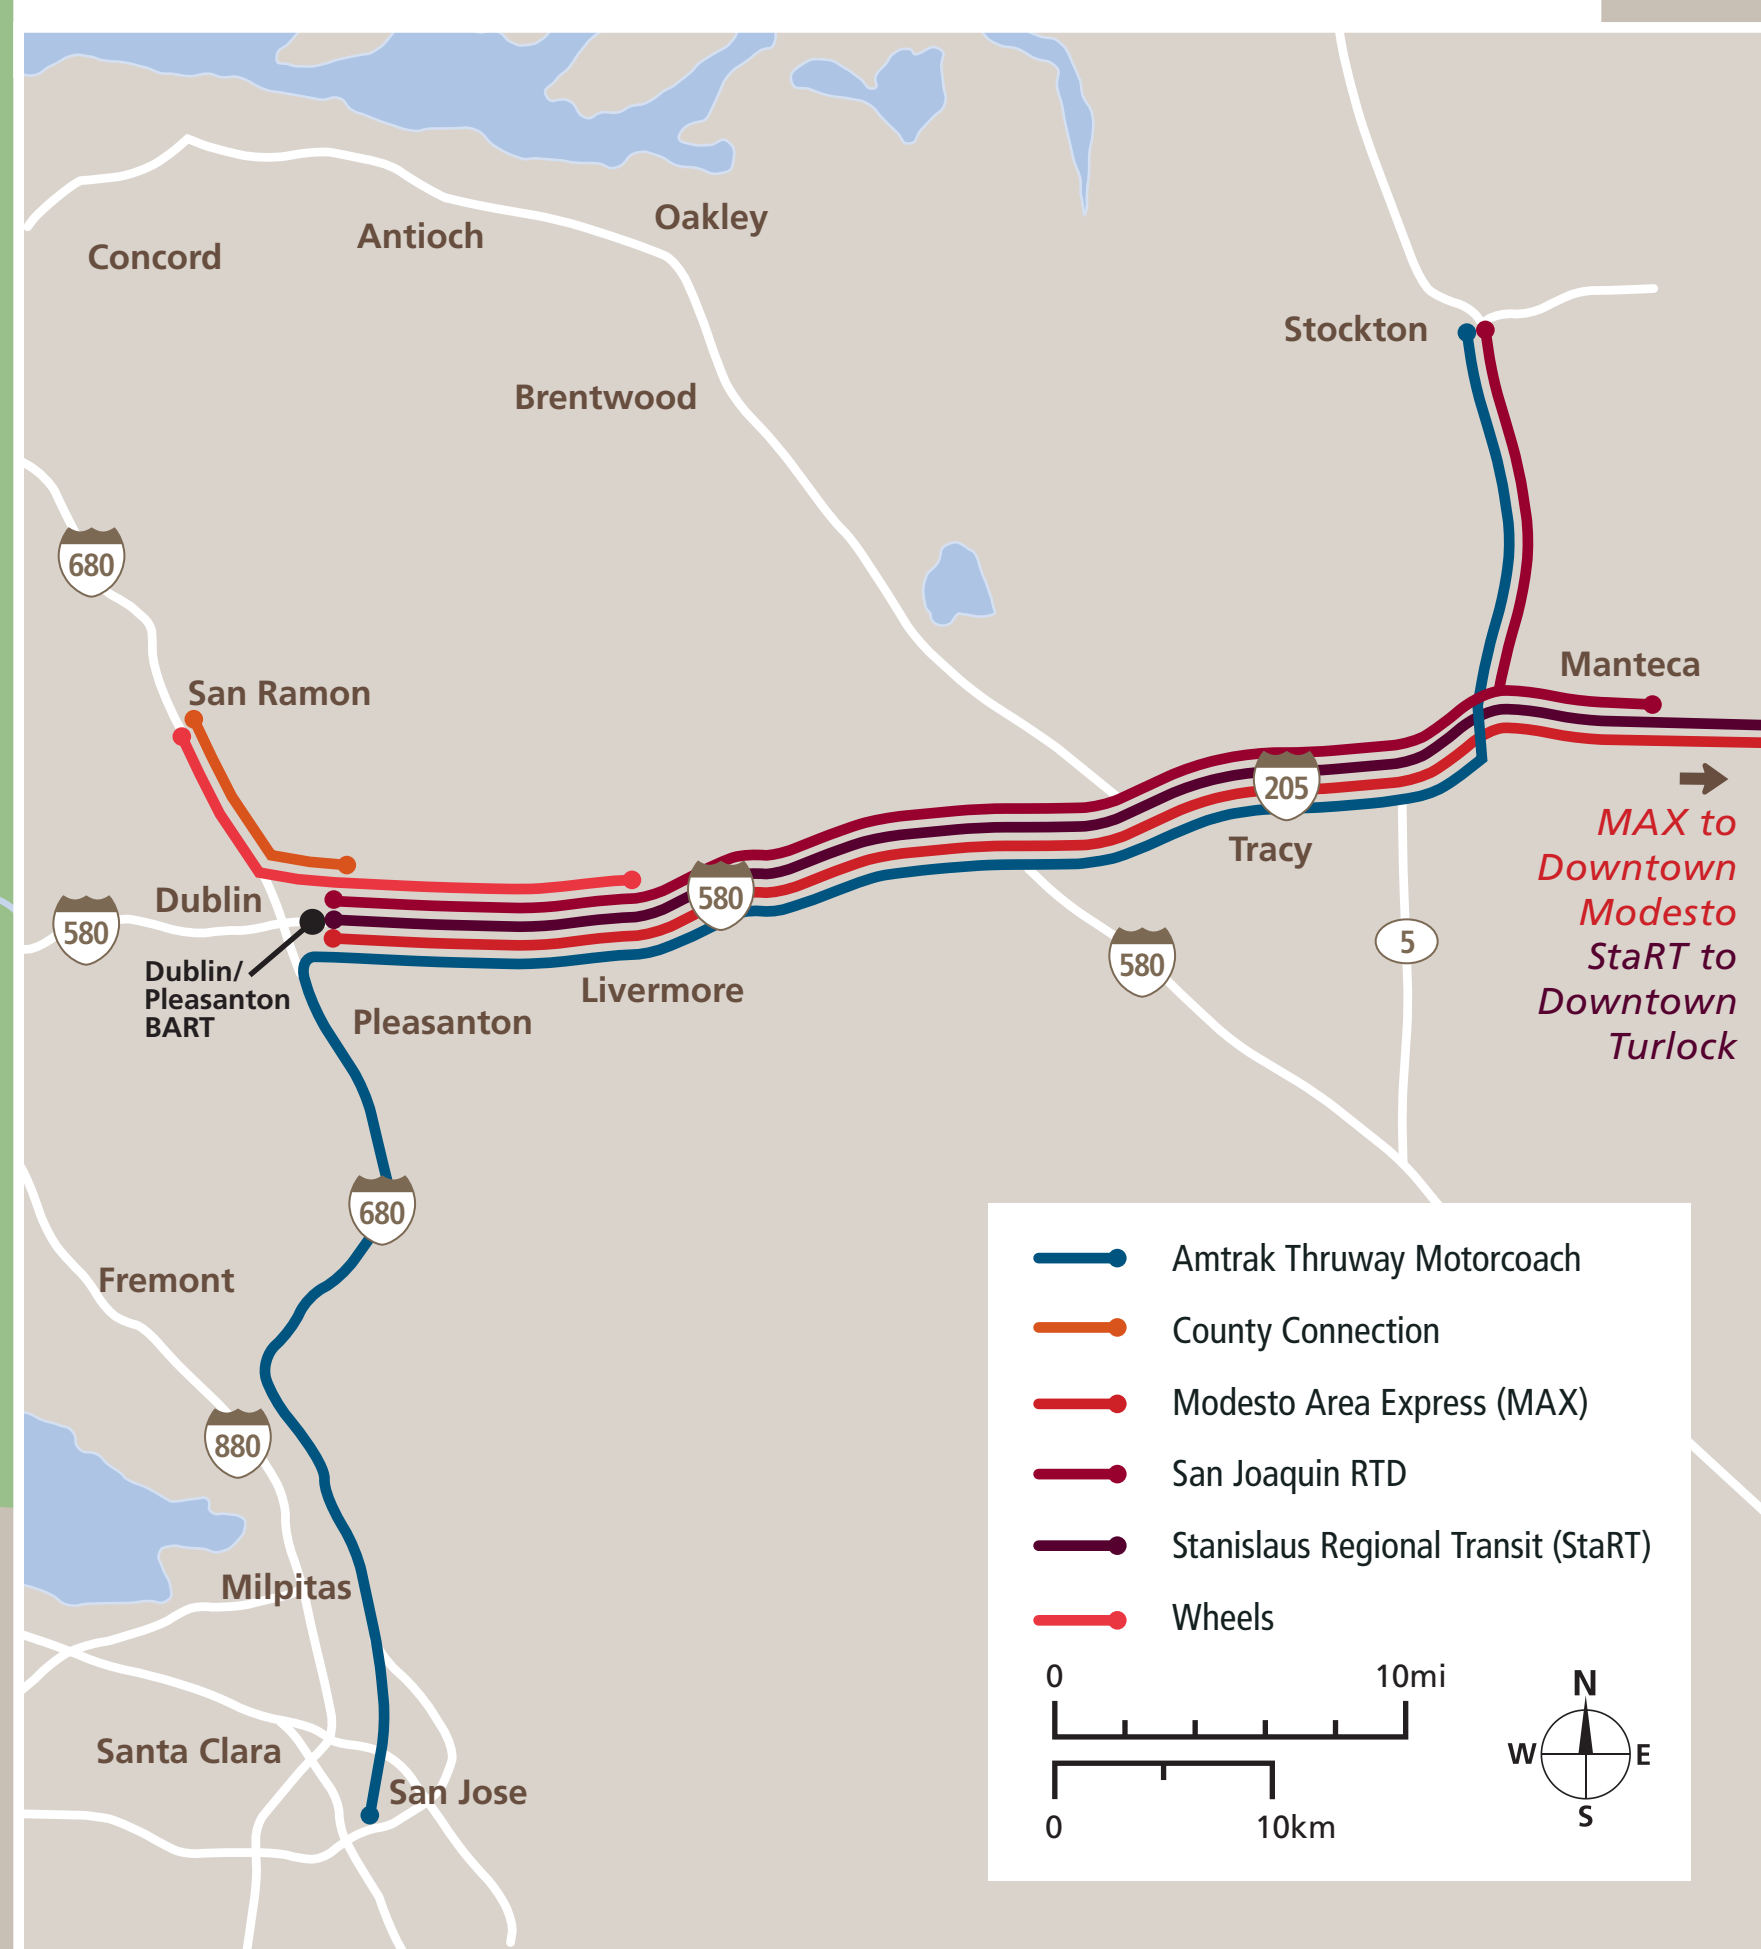 Oakley
Antioch
Concord
Stockton
Brentwood
680
Manteca
San Ramon
205
MAX to
Downtown
Modesto
StaRT to
Downtown
Turlock
Tracy
580
Dublin
580
5
580
Dublin/
Pleasanton
BART
Livermore
Pleasanton
680
Fremont
880
Milpitas
Santa Clara
San Jose
Amtrak Thruway Motorcoach
County Connection
Modesto Area Express (MAX)
San Joaquin RTD
Stanislaus Regional Transit (StaRT)
Wheels
0 10mi
0 10km
N
W E
S